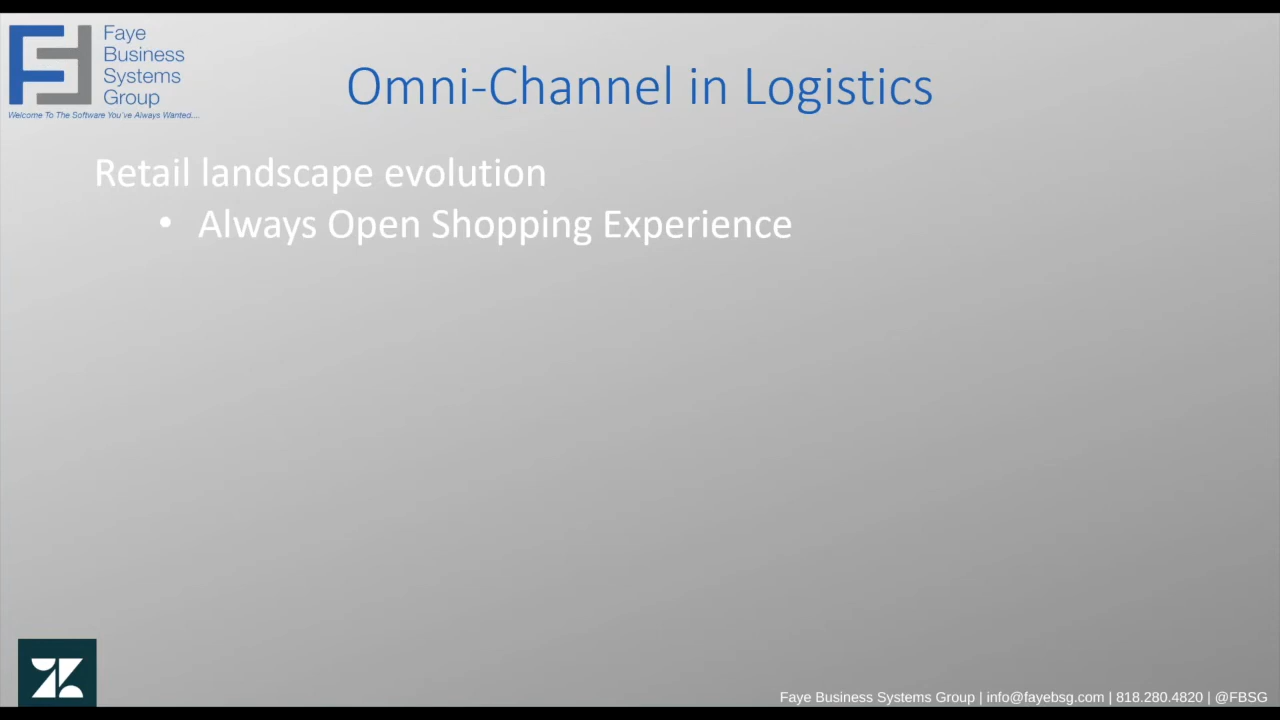 Faye
Business
Systems
Group
Welcome To The Software You've Always Wanted....
Omni-Channel in Logistics
Retail landscape evolution
• Always Open Shopping Experience
Faye Business Systems Group | info@fayebsg.com | 818.280.4820 | @FBSG